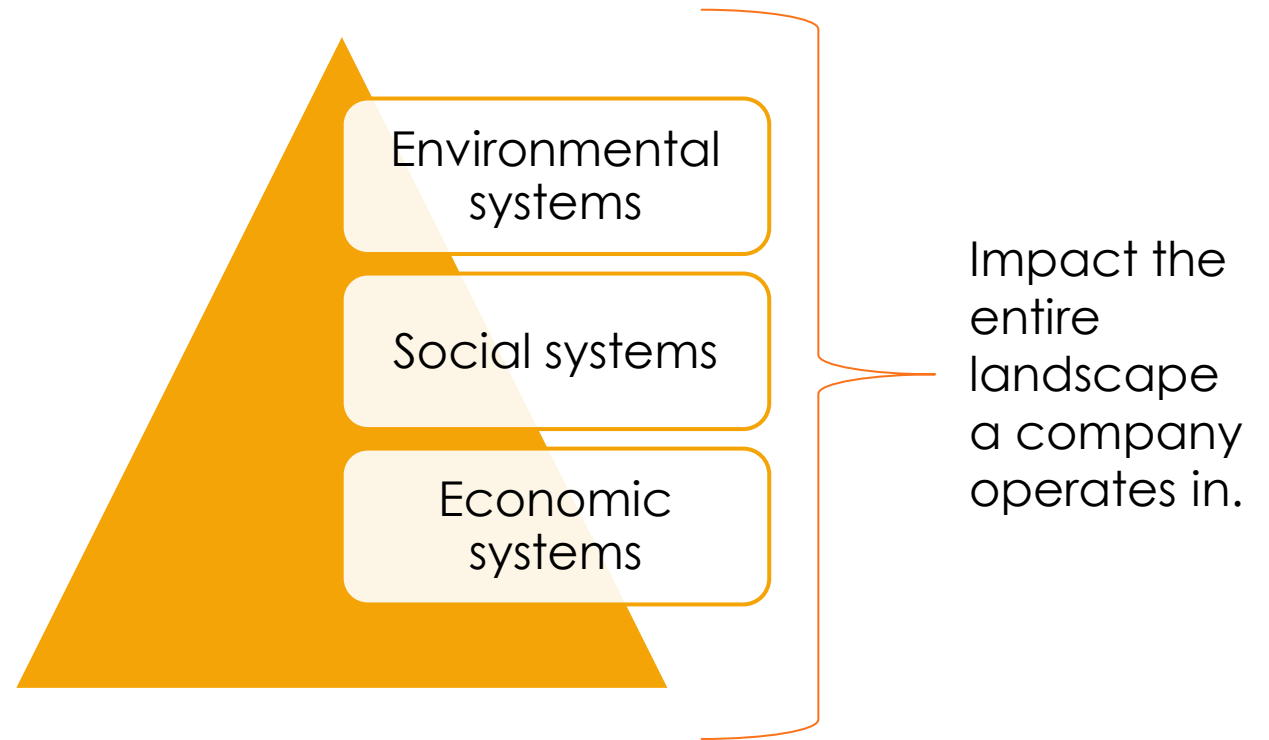 Environmental
systems
Social systems
Economic
systems
Impact the
entire
landscape
a company
operates in.